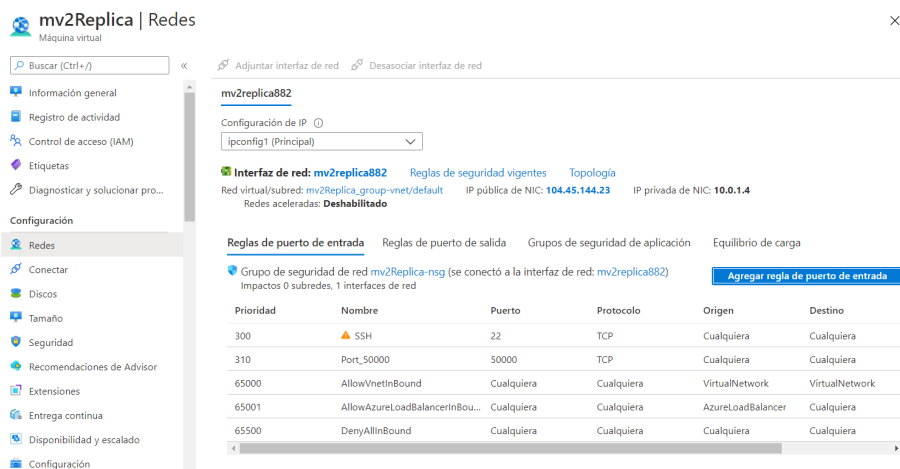 mv2Replica | Redes
Máquina virtual
Buscar (Ctrl+/)
Información general
Registro de actividad
Control de acceso (IAM)
Etiquetas
Diagnosticar y solucionar pro...
Configuración
Redes
Conectar
Discos
Tamaño
Seguridad
Recomendaciones de Advisor
Extensiones
Entrega continua
Disponibilidad y escalado
Configuración
Adjuntar interfaz de red Desasociar interfaz de red
mv2replica882
Configuración de IP
ipconfig1 (Principal)
Interfaz de red: mv2replica882 Reglas de seguridad vigentes Topología
Red virtual/subred: mv2Replica_group-vnet/default IP pública de NIC: 104.45.144.23 IP privada de NIC: 10.0.1.4
Redes aceleradas: Deshabilitado
Reglas de puerto de entrada Reglas de puerto de salida Grupos de seguridad de aplicación Equilibrio de carga
Grupo de seguridad de red mv2Replica-nsg (se conectó a la interfaz de red: mv2replica882)
Impactos 0 subredes, 1 interfaces de red
Agregar regla de puerto de entrada
Prioridad Nombre Puerto Protocolo Origen Destino
300 SSH 22 TCP Cualquiera Cualquiera
310 Port_50000 50000 TCP Cualquiera Cualquiera
65000 AllowVnetInBound Cualquiera Cualquiera VirtualNetwork VirtualNetwork
65001 AllowAzureLoadBalancerInBou... Cualquiera Cualquiera AzureLoadBalancer Cualquiera
65500 DenyAllInBound Cualquiera Cualquiera Cualquiera Cualquiera